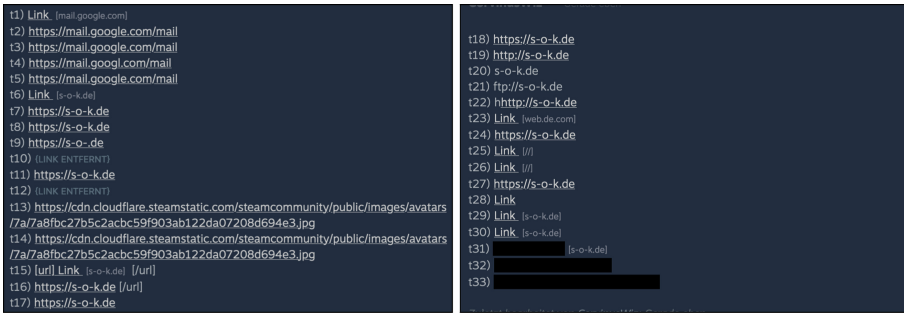 t1) Link [mail.google.com]
t2) https://mail.google.com/mail
t3) https://mail.google.com/mail
t4) https://mail.googl.com/mail
t5) https://mail.google.com/mail
t6) Link [s-o-k.de]
t7) https://s-o-k.de
t8) https://s-o-k.de
t9) https://s-o-.de
t10) {LINK ENTFERNT}
t11) https://s-o-k.de
t12) {LINK ENTFERNT}
t13) https://cdn.cloudflare.steamstatic.com/steamcommunity/public/images/avatars
/7a/7a8fbc27b5c2acbc59f903ab122da07208d694e3.jpg
t14) https://cdn.cloudflare.steamstatic.com/steamcommunity/public/images/avatars
/7a/7a8fbc27b5c2acbc59f903ab122da07208d694e3.jpg
t15) [url] Link [s-o-k.de] [/url]
t16) https://s-o-k.de [/url]
t17) https://s-o-k.de
t18) https://s-o-k.de
t19) http://s-o-k.de
t20) s-o-k.de
t21) ftp://s-o-k.de
t22) hhttp://s-o-k.de
t23) Link [web.de.com]
t24) https://s-o-k.de
t25) Link [//]
t26) Link [//]
t27) https://s-o-k.de
t28) Link
t29) Link [s-o-k.de]
t30) Link [s-o-k.de]
t31) [s-o-k.de]
t32)
t33)